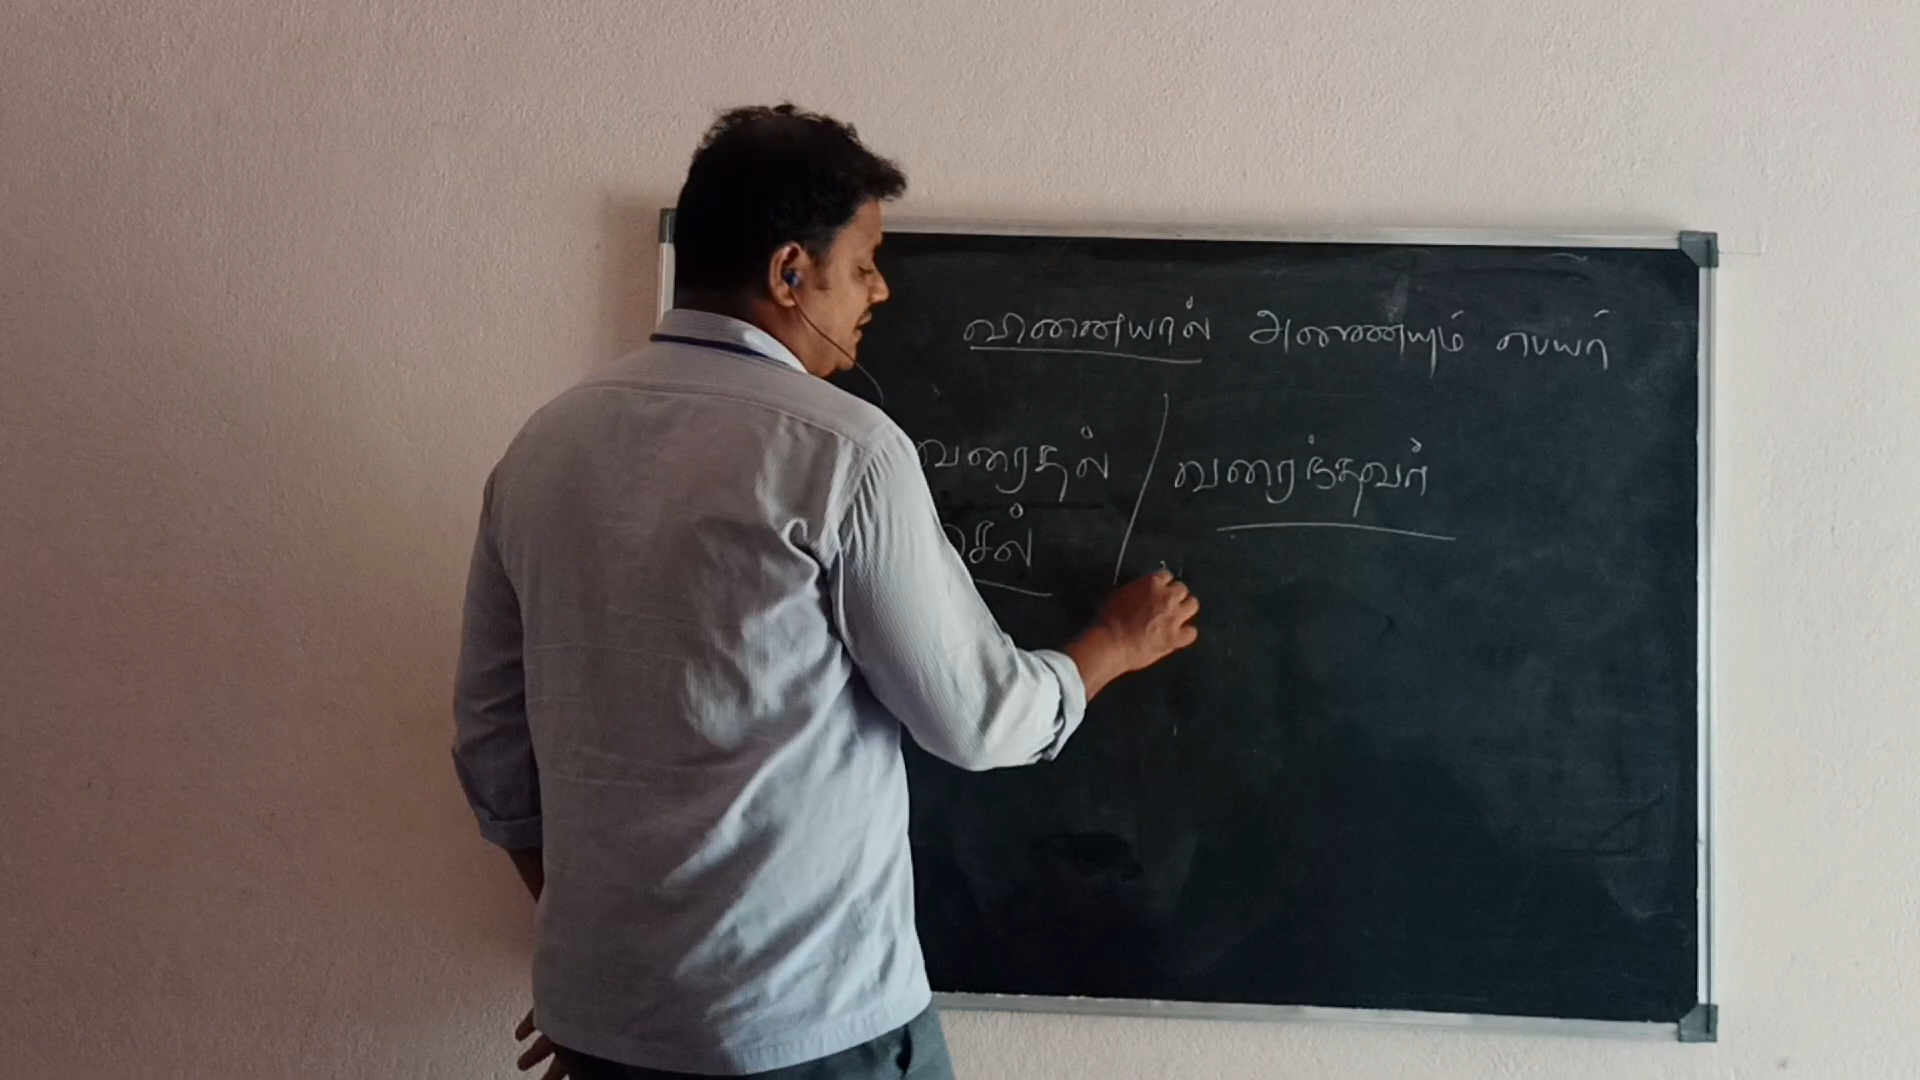 வினையால் அணையும் பெயர்
வரைதல் / வரைந்தவர்
செல்